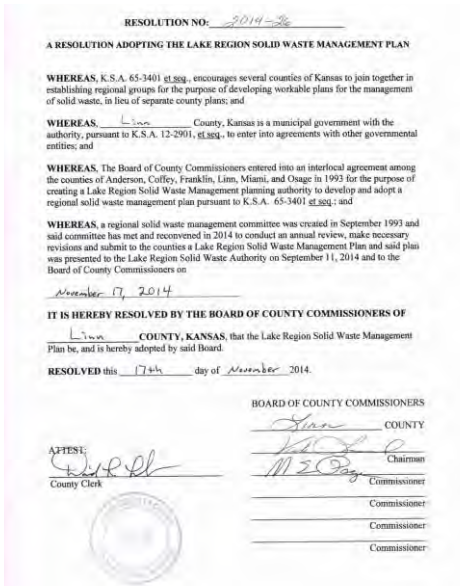 RESOLUTION NO: 2014-26
A RESOLUTION ADOPTING THE LAKE REGION SOLID WASTE MANAGEMENT PLAN
WHEREAS, K.S.A. 65-3401 et seq., encourages several counties of Kansas to join together in
establishing regional groups for the purpose of developing workable plans for the management
of solid waste, in lieu of separate county plans; and
WHEREAS, Linn County, Kansas is a municipal government with the
authority, pursuant to K.S.A. 12-2901, et seq., to enter into agreements with other governmental
entities; and
WHEREAS, The Board of County Commissioners entered into an interlocal agreement among
the counties of Anderson, Coffey, Franklin, Linn, Miami, and Osage in 1993 for the purpose of
creating a Lake Region Solid Waste Management planning authority to develop and adopt a
regional solid waste management plan pursuant to K.S.A. 65-3401 et seq.; and
WHEREAS, a regional solid waste management committee was created in September 1993 and
said committee has met and reconvened in 2014 to conduct an annual review, make necessary
revisions and submit to the counties a Lake Region Solid Waste Management Plan and said plan
was presented to the Lake Region Solid Waste Authority on September 11, 2014 and to the
Board of County Commissioners on
November 17, 2014
IT IS HEREBY RESOLVED BY THE BOARD OF COUNTY COMMISSIONERS OF
Linn COUNTY, KANSAS, that the Lake Region Solid Waste Management
Plan be, and is hereby adopted by said Board.
RESOLVED this 17th day of November 2014.
BOARD OF COUNTY COMMISSIONERS
Linn COUNTY
ATTEST:
Chairman
County Clerk
Commissioner
Commissioner
Commissioner
Commissioner